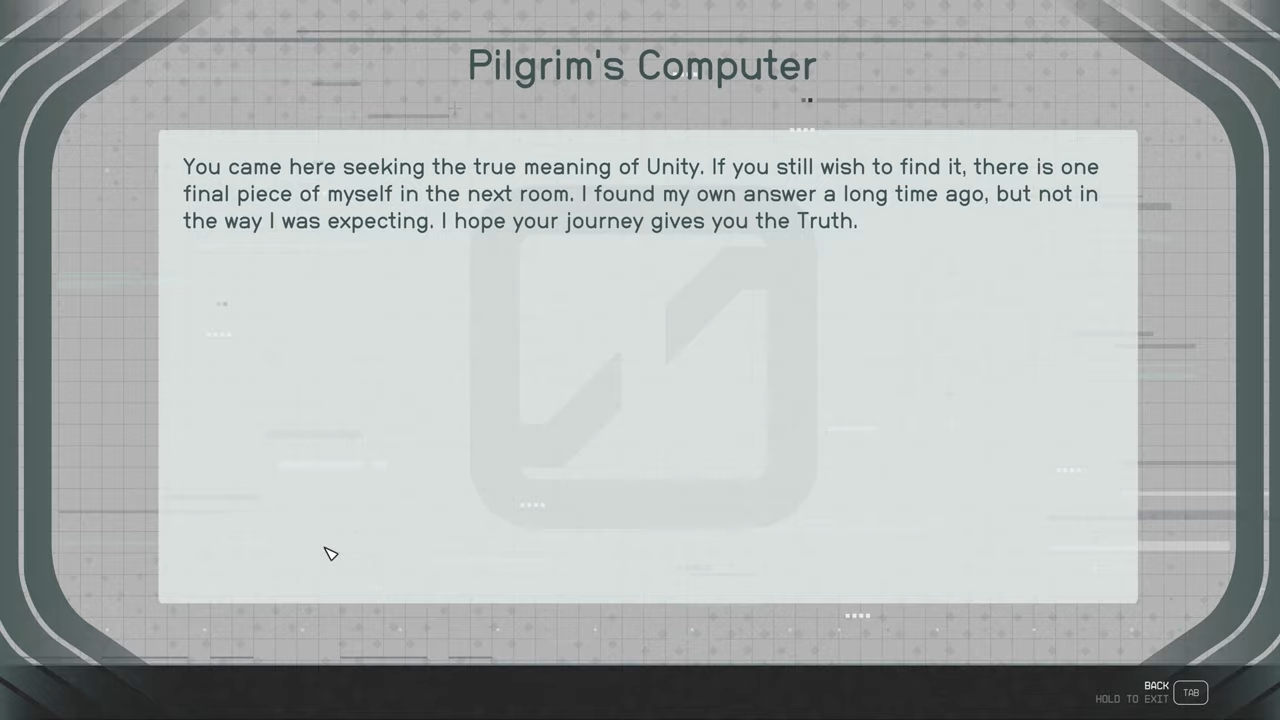 Pilgrim's Computer
You came here seeking the true meaning of Unity. If you still wish to find it, there is one
final piece of myself in the next room. I found my own answer a long time ago, but not in
the way I was expecting. I hope your journey gives you the Truth.
BACK
HOLD TO EXIT TAB